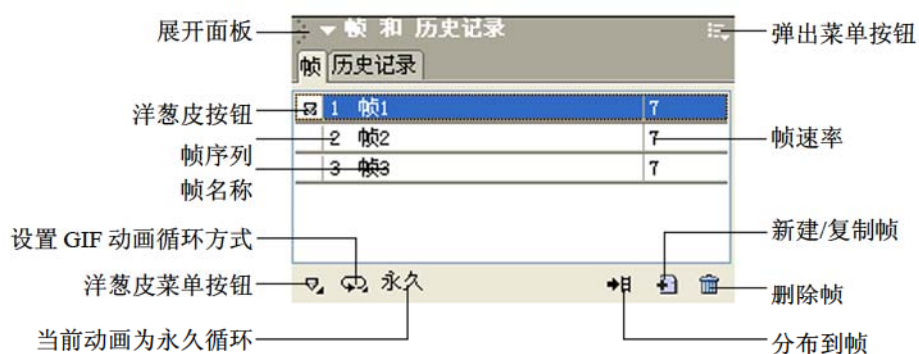 展开面板
帧 和 历史记录
弹出菜单按钮
帧 历史记录
洋葱皮按钮
1 帧1 7
2 帧2 7
帧速率
帧序列
3 帧3 7
帧名称
设置 GIF 动画循环方式
新建/复制帧
洋葱皮菜单按钮
永久
删除帧
当前动画为永久循环
分布到帧